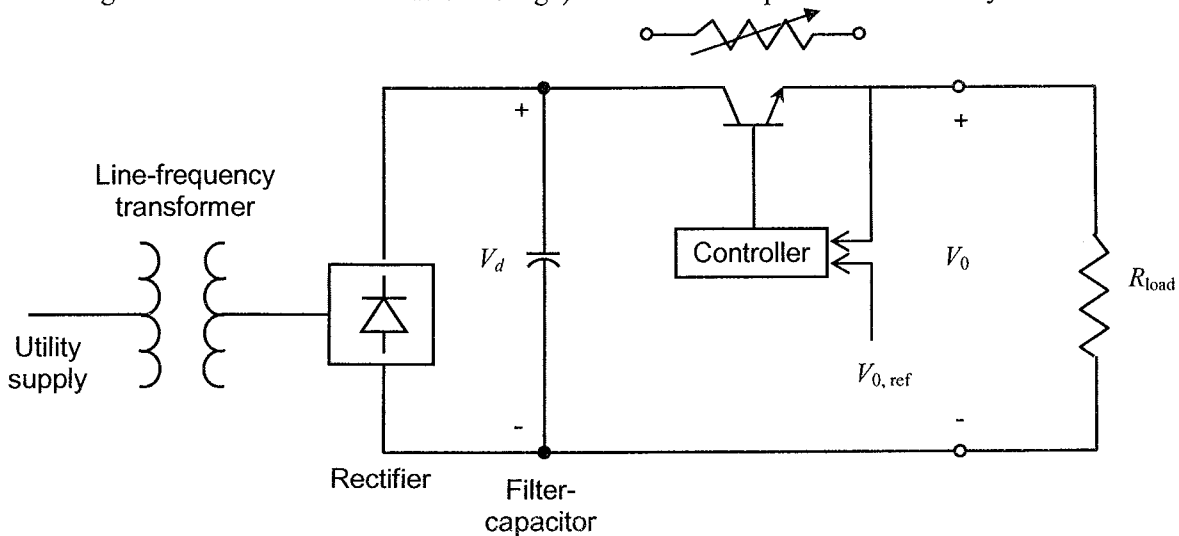 Line-frequency
transformer
Utility
supply
Rectifier
+
V_d
-
Filter-
capacitor
Controller
V_0, ref
+
V_0
-
R_load